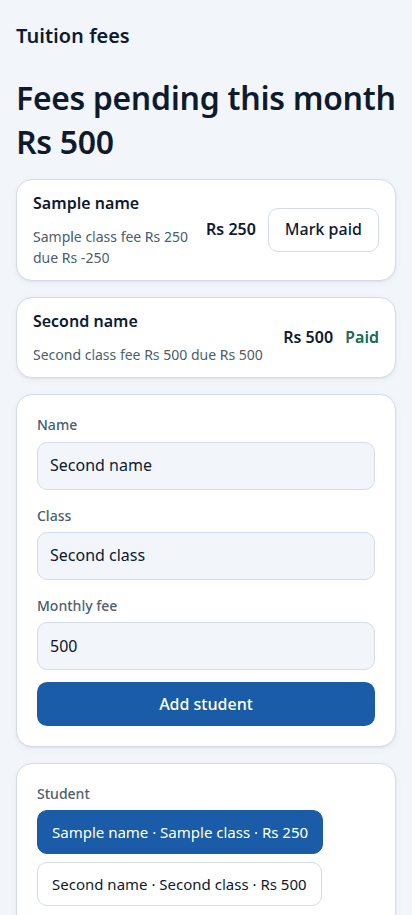 Tuition fees
Fees pending this month
Rs 500
Sample name
Sample class fee Rs 250
due Rs -250
Rs 250
Mark paid
Second name
Second class fee Rs 500 due Rs 500
Rs 500
Paid
Name
Second name
Class
Second class
Monthly fee
500
Add student
Student
Sample name · Sample class · Rs 250
Second name · Second class · Rs 500